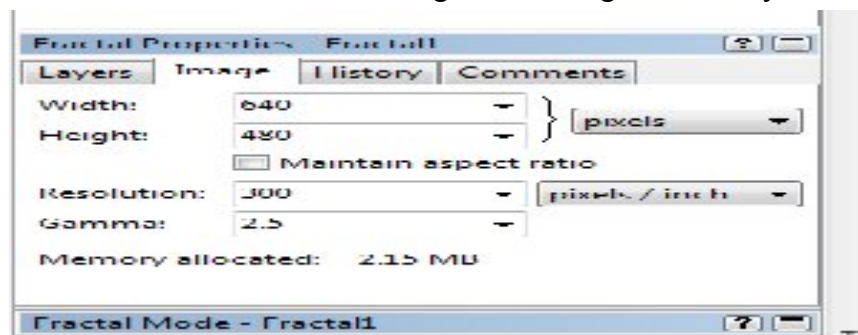 Fractal Properties - Fractal1
Layers Image History Comments
Width: 640
pixels
Height: 480
Maintain aspect ratio
Resolution: 300 pixels / inch
Gamma: 2.5
Memory allocated: 2.15 MB
Fractal Mode - Fractal1